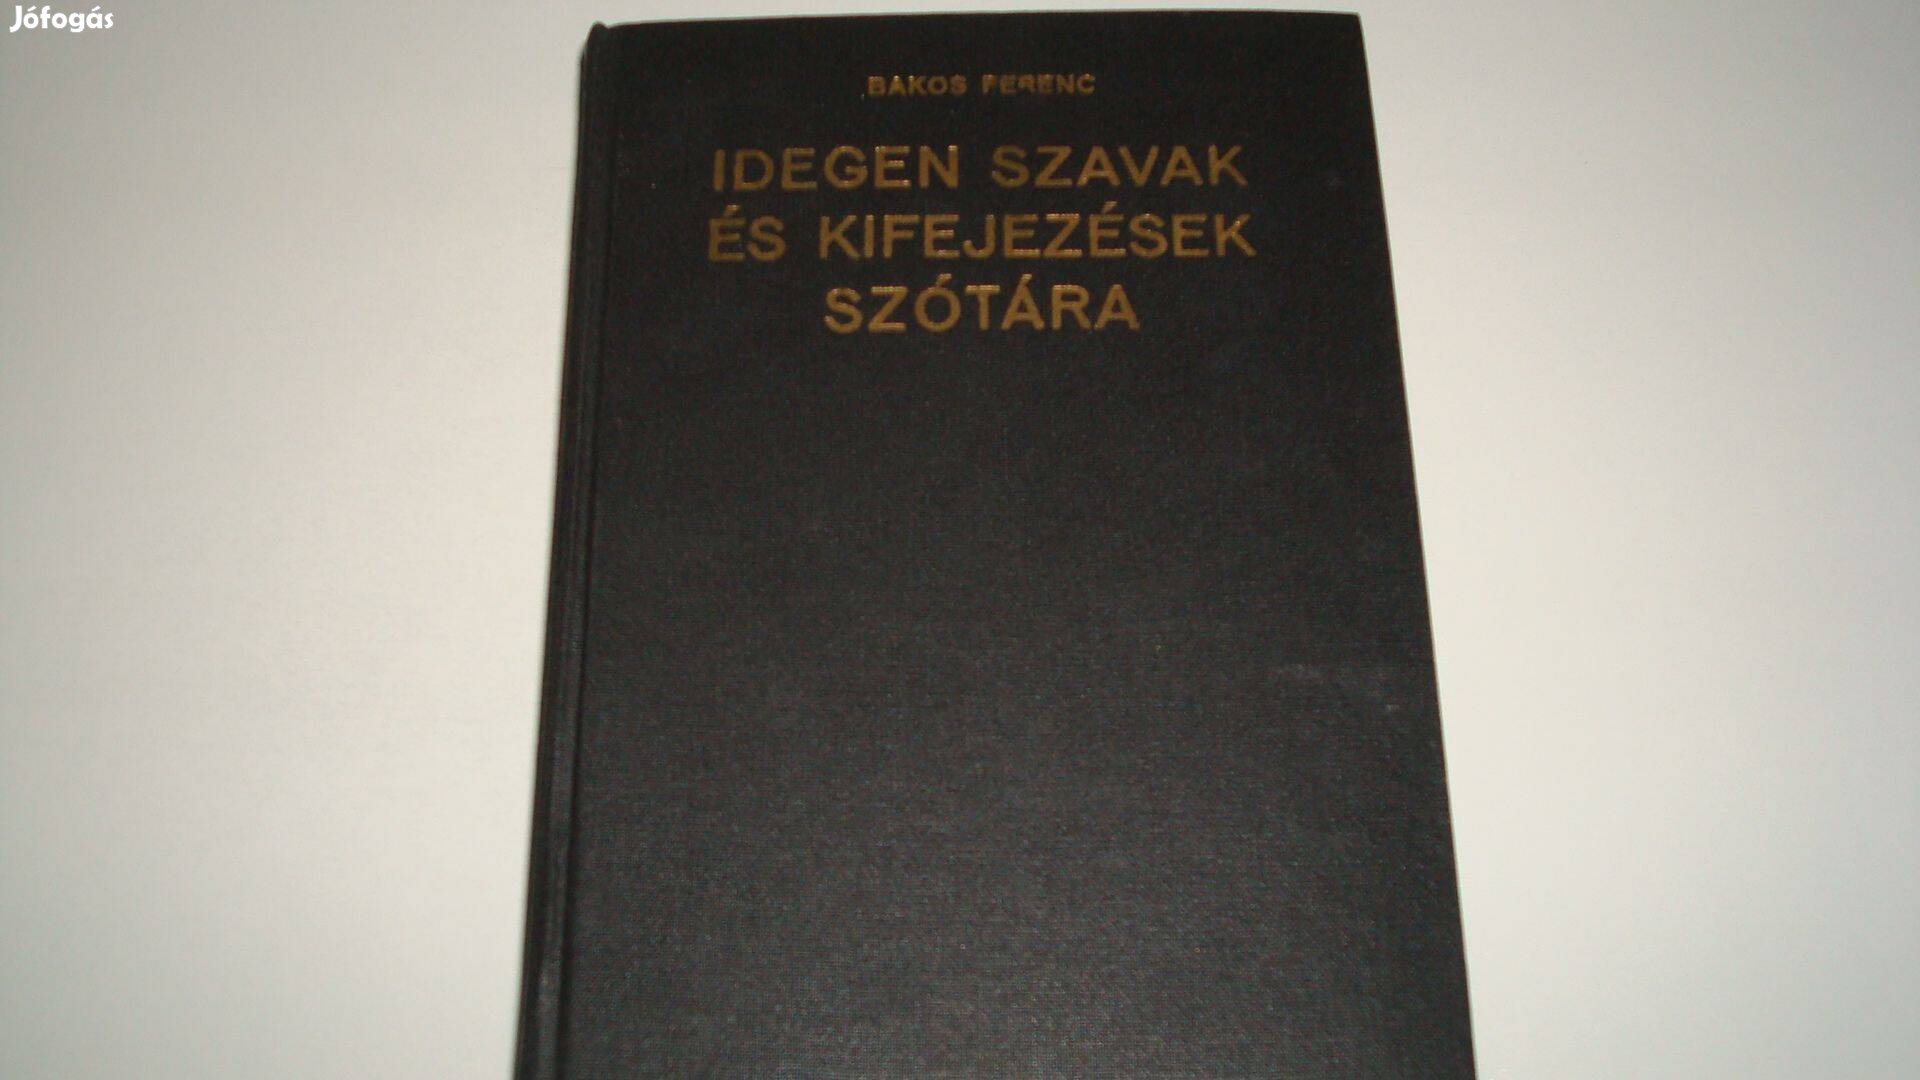 Jófogás
BAKOS FERENC
IDEGEN SZAVAK
ÉS KIFEJEZÉSEK
SZÓTÁRA